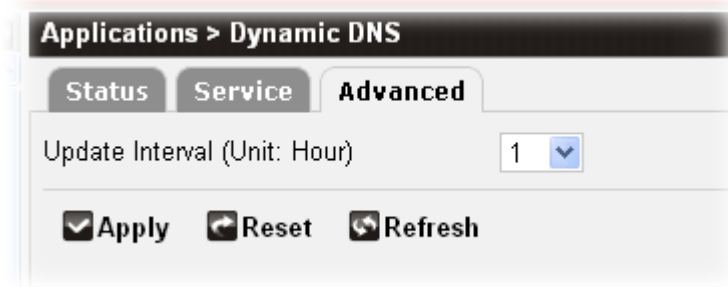 Applications > Dynamic DNS
Status Service Advanced
Update Interval (Unit: Hour) 1
Apply Reset Refresh